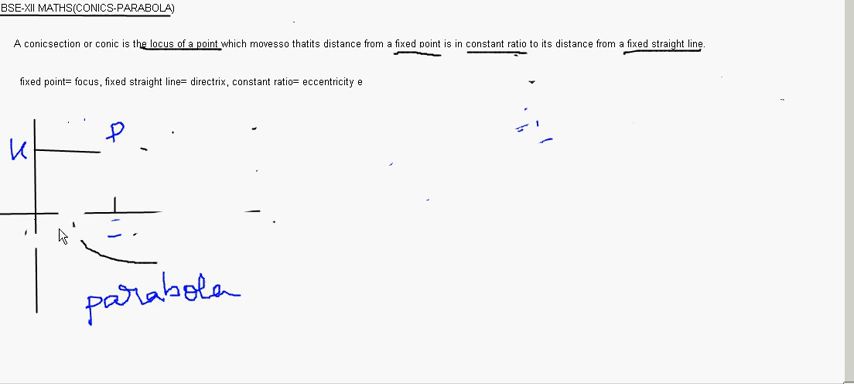 BSE-XII MATHS(CONICS-PARABOLA)
A conicsection or conic is the locus of a point which movesso thatits distance from a fixed point is in constant ratio to its distance from a fixed straight line.
fixed point= focus, fixed straight line= directrix, constant ratio= eccentricity e
P
K
parabola